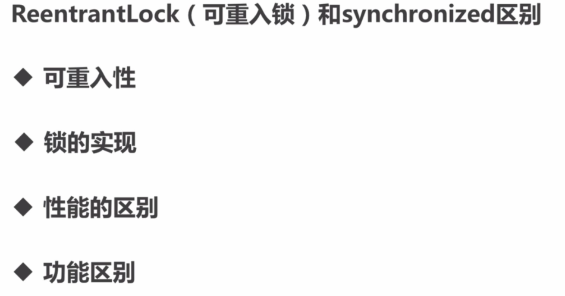 ReentrantLock（可重入锁）和synchronized区别
◆ 可重入性
◆ 锁的实现
◆ 性能的区别
◆ 功能区别